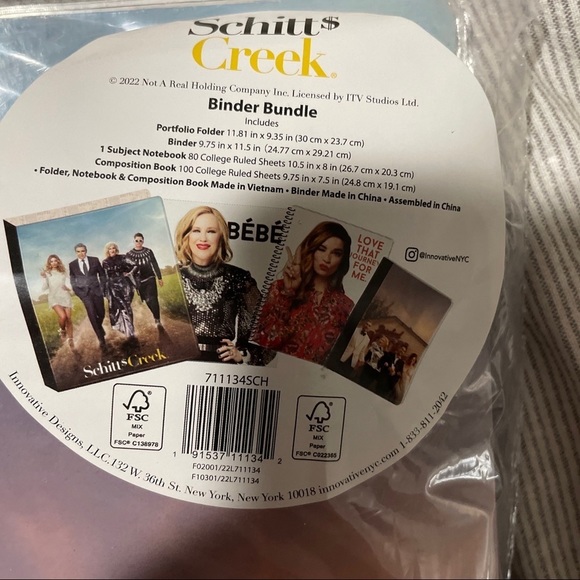 Schitt$
Creek®
© 2022 Not A Real Holding Company Inc. Licensed by ITV Studios Ltd.
Binder Bundle
Includes
Portfolio Folder 11.81 in x 9.35 in (30 cm x 23.7 cm)
Binder 9.75 in x 11.5 in (24.77 cm x 29.21 cm)
1 Subject Notebook 80 College Ruled Sheets 10.5 in x 8 in (26.7 cm x 20.3 cm)
Composition Book 100 College Ruled Sheets 9.75 in x 7.5 in (24.8 cm x 19.1 cm)
• Folder, Notebook & Composition Book Made in Vietnam • Binder Made in China • Assembled in China
BÉBÉ
LOVE
THAT
JOURNEY
FOR
ME.
@InnovativeNYC
Schitt$Creek
711134SCH
FSC
MIX
Paper
FSC® C138978
1 91537 11134 2
F02001/22L711134
F10301/22L711134
FSC
MIX
Paper
FSC® C022365
Innovative Designs, LLC. 132 W. 36th St. New York, New York 10018 innovativenyc.com 1-833-811-2042